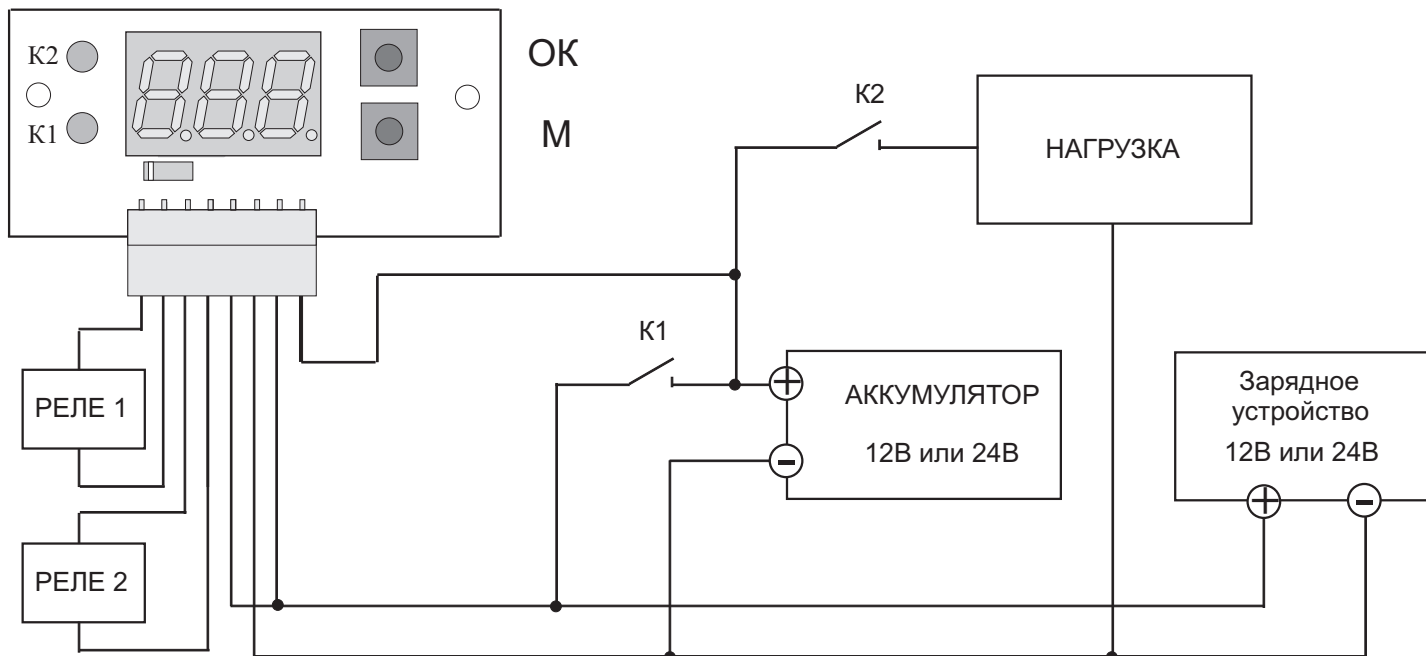 К2
К1
ОК
М
К2
НАГРУЗКА
К1
АККУМУЛЯТОР
12В или 24В
Зарядное
устройство
12В или 24В
РЕЛЕ 1
РЕЛЕ 2